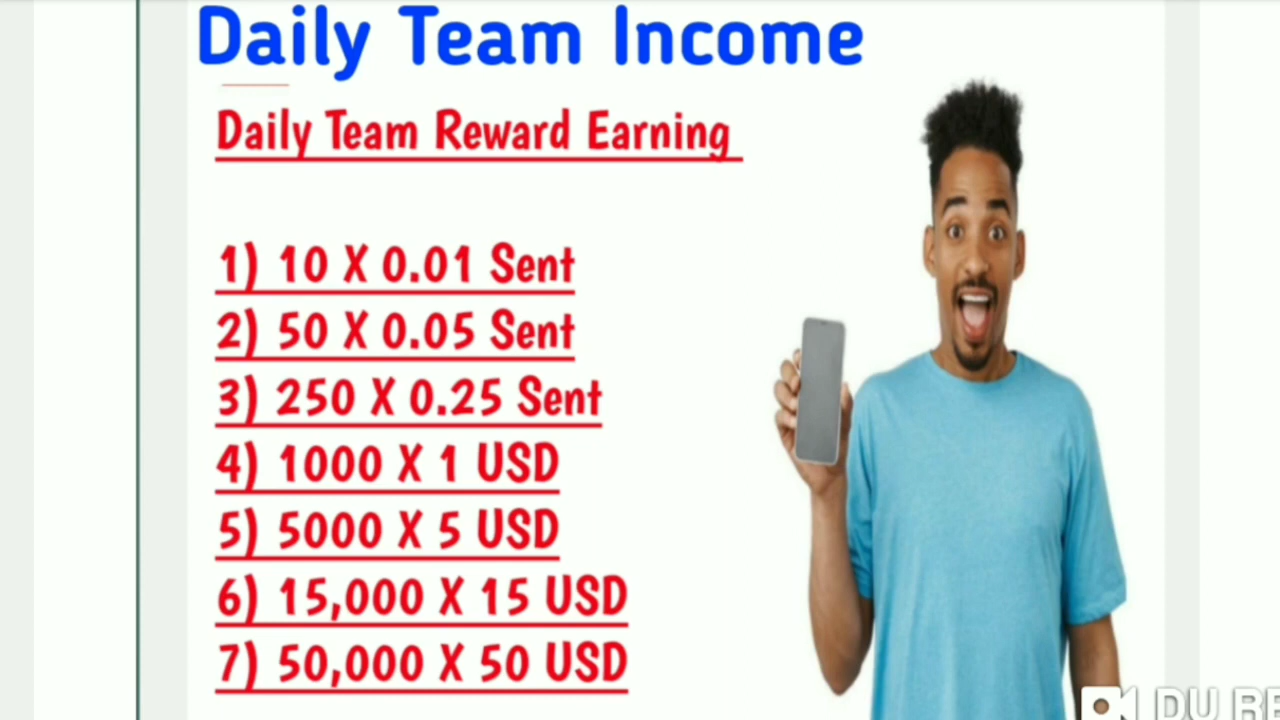 Daily Team Income
Daily Team Reward Earning
1) 10 X 0.01 Sent
2) 50 X 0.05 Sent
3) 250 X 0.25 Sent
4) 1000 X 1 USD
5) 5000 X 5 USD
6) 15,000 X 15 USD
7) 50,000 X 50 USD
DU